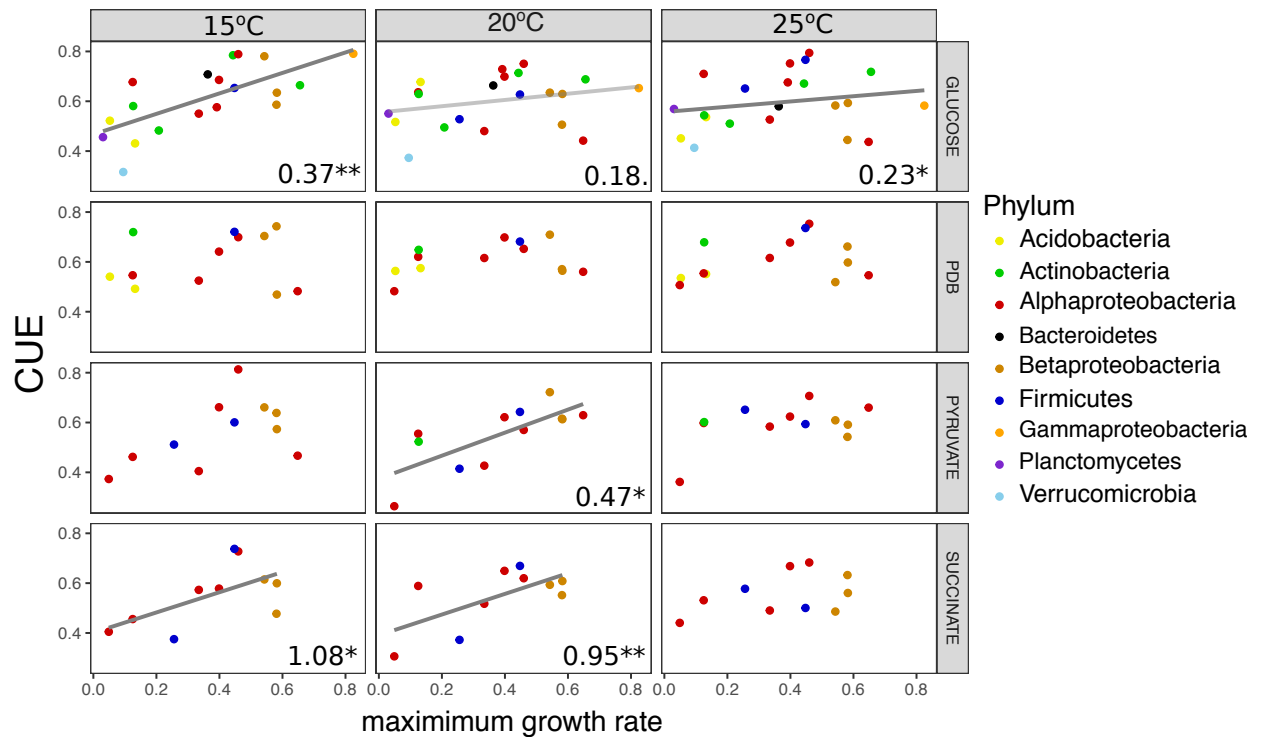 15°C 20°C 25°C
0.8
0.6
0.4
0.37**
0.18.
0.23*
GLUCOSE
0.8
0.6
0.4
PDB
0.8
0.6
0.4
0.47*
PYRUVATE
0.8
0.6
0.4
1.08*
0.95**
SUCCINATE
0.0 0.2 0.4 0.6 0.8 0.0 0.2 0.4 0.6 0.8 0.0 0.2 0.4 0.6 0.8
CUE
maximimum growth rate
Phylum
Acidobacteria
Actinobacteria
Alphaproteobacteria
Bacteroidetes
Betaproteobacteria
Firmicutes
Gammaproteobacteria
Planctomycetes
Verrucomicrobia